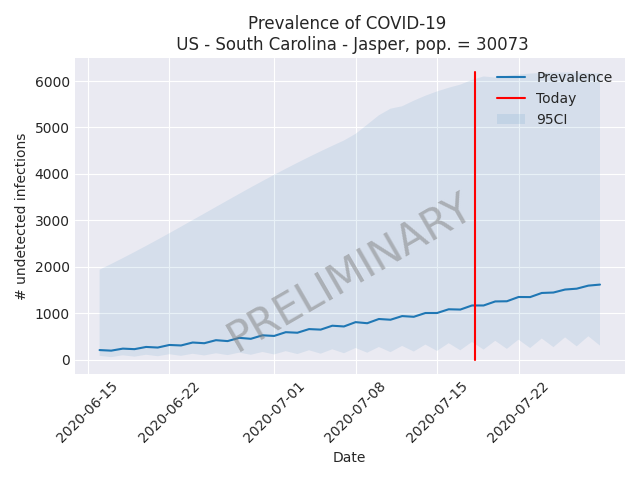 Prevalence of COVID-19
US - South Carolina - Jasper, pop. = 30073
6000
5000
4000
3000
2000
1000
0
# undetected infections
Prevalence
Today
95CI
PRELIMINARY
2020-06-15
2020-06-22
2020-07-01
2020-07-08
2020-07-15
2020-07-22
Date